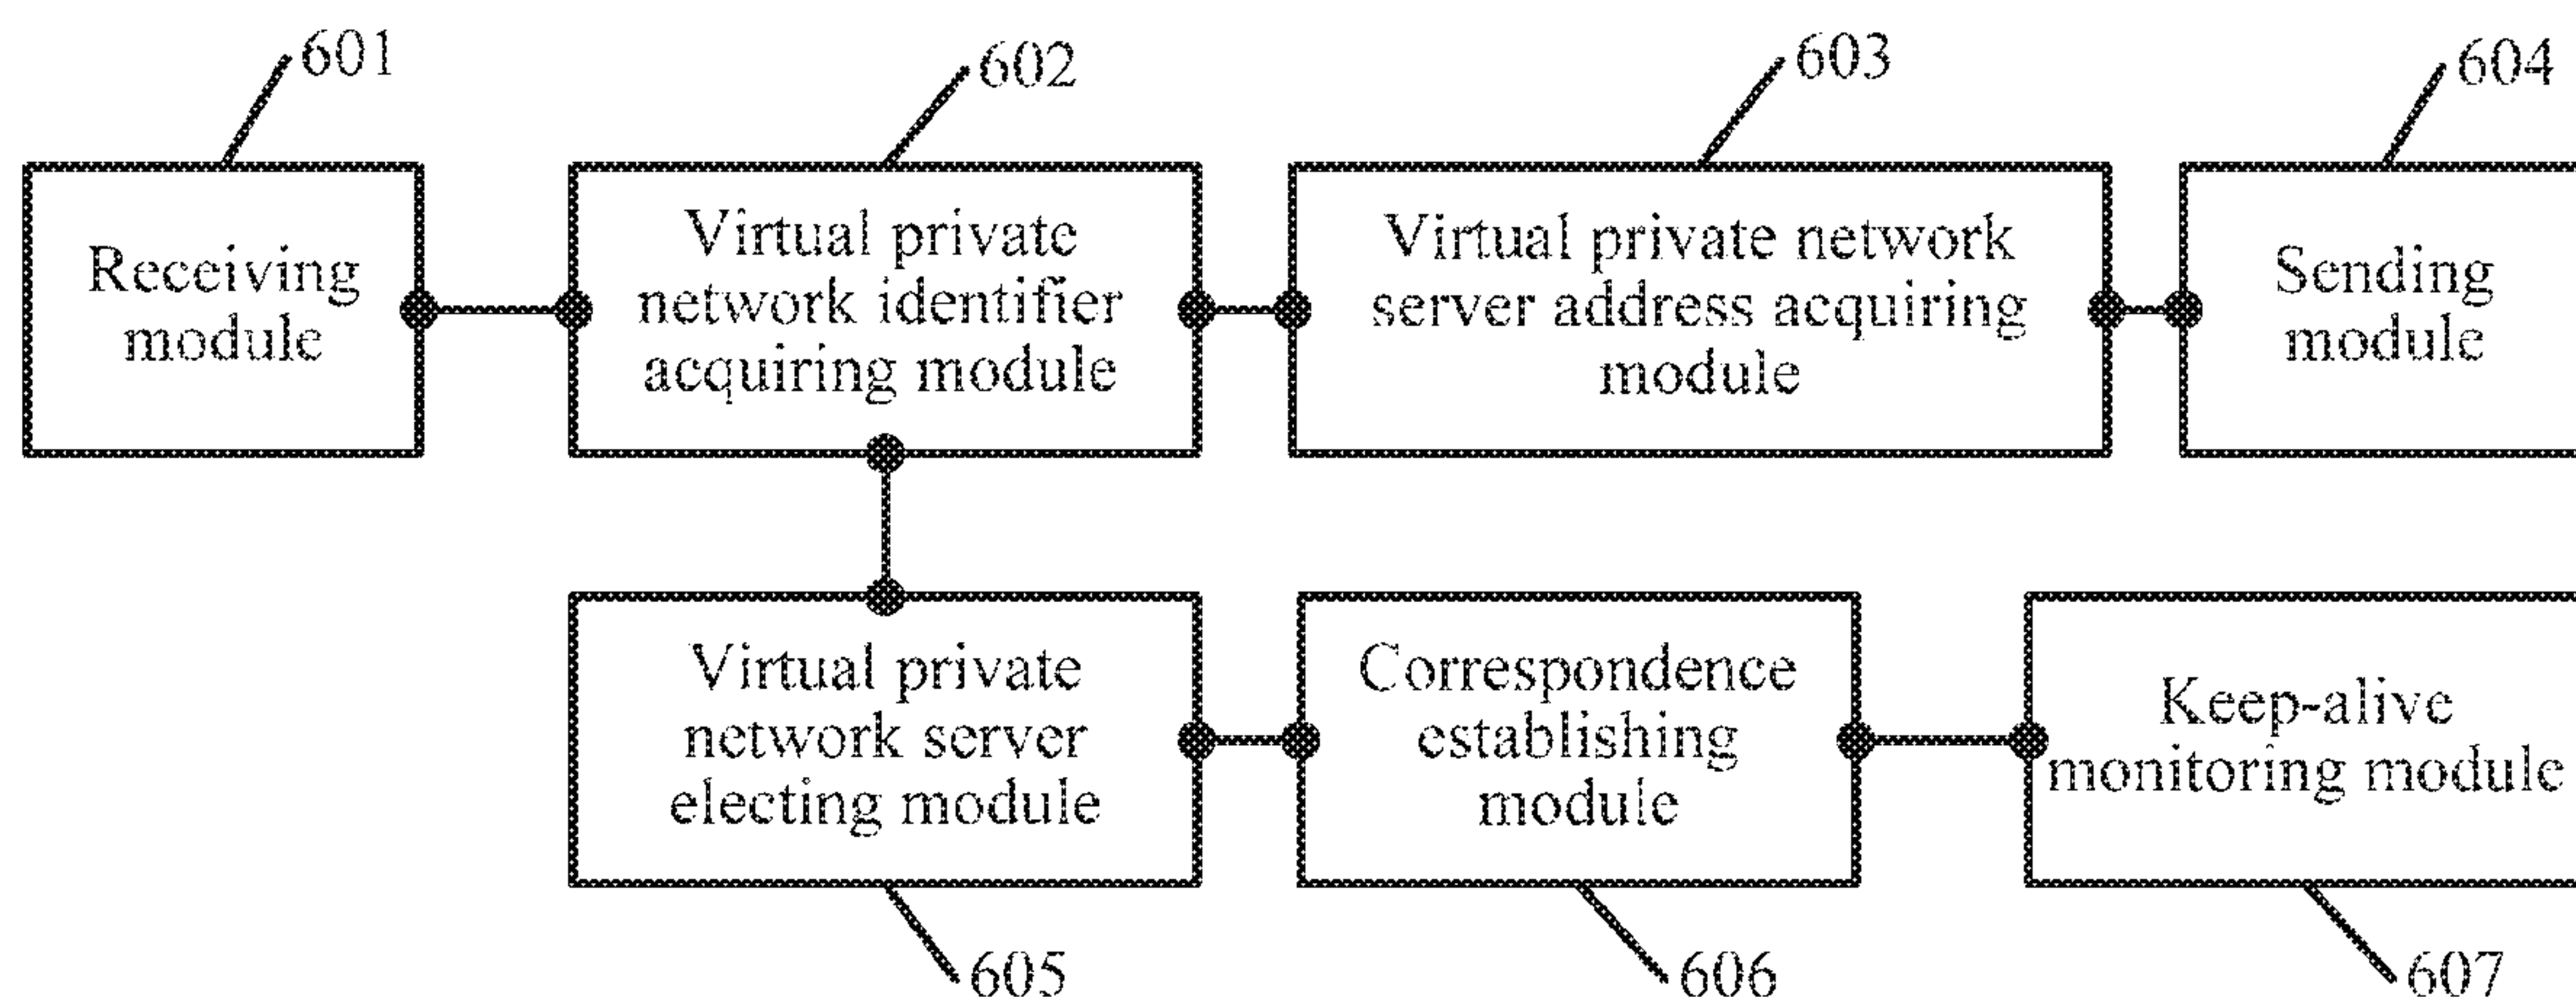 601
602
603
604
Receiving
module
Virtual private
network identifier
acquiring module
Virtual private network
server address acquiring
module
Sending
module
Virtual private
network server
electing module
Correspondence
establishing
module
Keep-alive
monitoring module
605
606
607